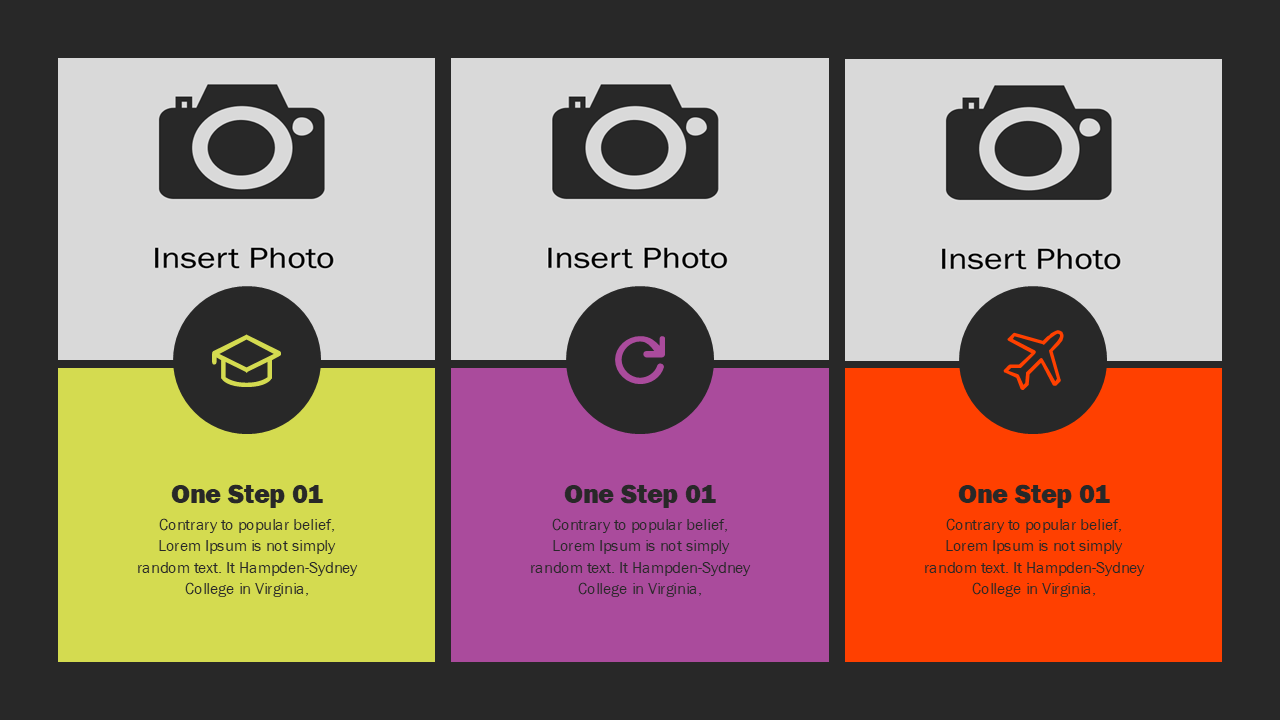 Insert Photo
Insert Photo
Insert Photo
One Step 01
Contrary to popular belief,
Lorem Ipsum is not simply
random text. It Hampden-Sydney
College in Virginia,
One Step 01
Contrary to popular belief,
Lorem Ipsum is not simply
random text. It Hampden-Sydney
College in Virginia,
One Step 01
Contrary to popular belief,
Lorem Ipsum is not simply
random text. It Hampden-Sydney
College in Virginia,